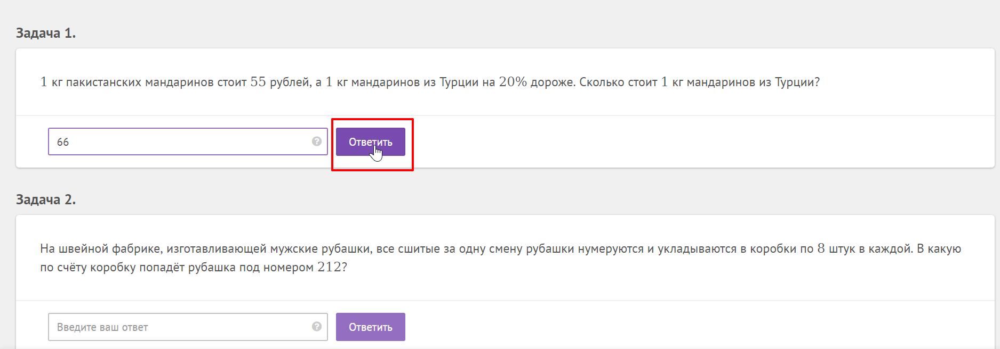 Задача 1.
1 кг пакистанских мандаринов стоит 55 рублей, а 1 кг мандаринов из Турции на 20% дороже. Сколько стоит 1 кг мандаринов из Турции?
66 ? Ответить
Задача 2.
На швейной фабрике, изготавливающей мужские рубашки, все сшитые за одну смену рубашки нумеруются и укладываются в коробки по 8 штук в каждой. В какую
по счёту коробку попадёт рубашка под номером 212?
Введите ваш ответ ? Ответить